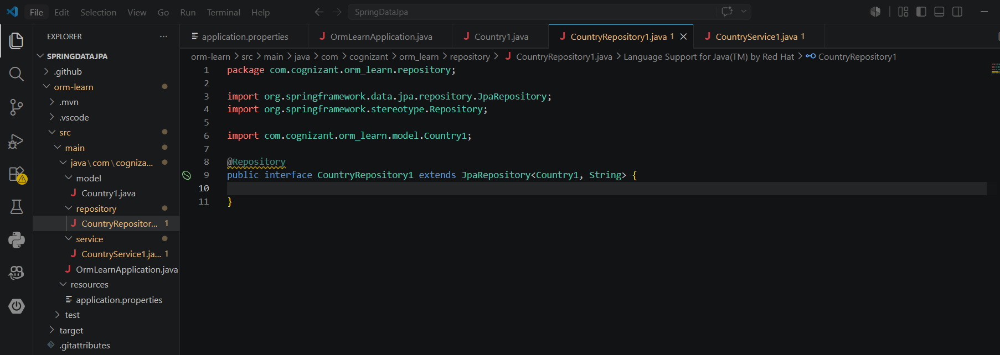 File Edit Selection View Go Run Terminal Help
SpringDataJpa
EXPLORER
SPRINGDATAJPA
.github
orm-learn
.mvn
.vscode
src
main
java\com\cogniza...
model
Country1.java
repository
CountryRepositor... 1
service
CountryService1.ja... 1
OrmLearnApplication.java
resources
application.properties
test
target
.gitattributes
application.properties
OrmLearnApplication.java
Country1.java
CountryRepository1.java 1
CountryService1.java 1
orm-learn > src > main > java > com > cognizant > orm_learn > repository > CountryRepository1.java > Language Support for Java(TM) by Red Hat > CountryRepository1
1 package com.cognizant.orm_learn.repository;
2
3 import org.springframework.data.jpa.repository.JpaRepository;
4 import org.springframework.stereotype.Repository;
5
6 import com.cognizant.orm_learn.model.Country1;
7
8 @Repository
9 public interface CountryRepository1 extends JpaRepository<Country1, String> {
10
11 }